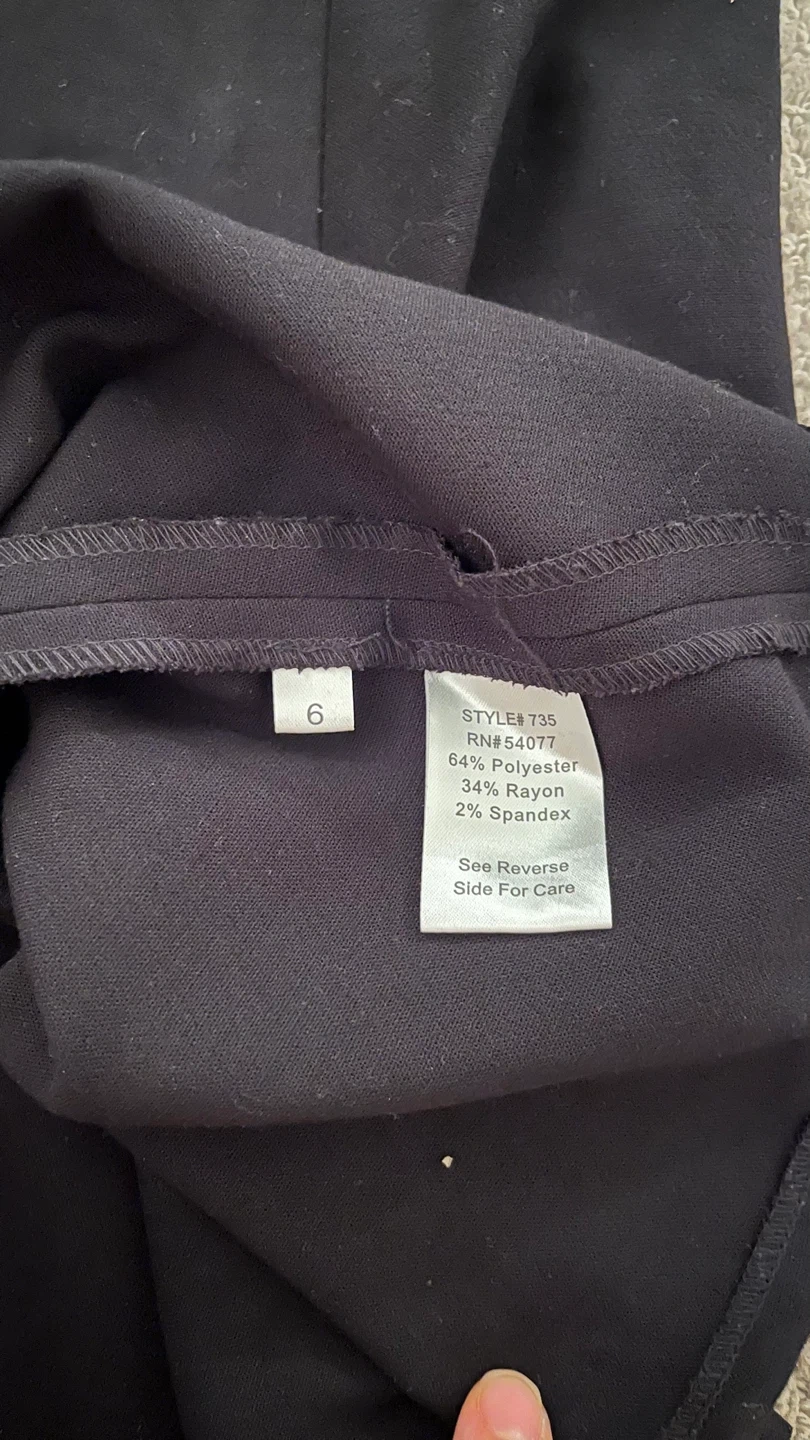 6
STYLE# 735
RN#54077
64% Polyester
34% Rayon
2% Spandex
See Reverse
Side For Care